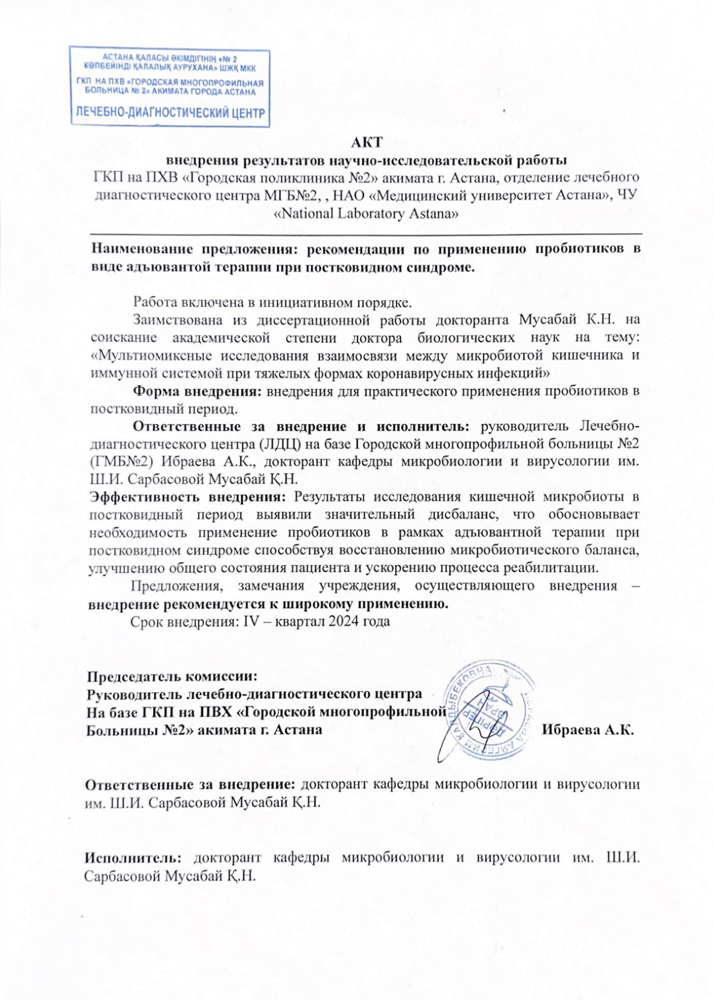 АСТАНА ҚАЛАСЫ ӘКІМДІГІНІҢ «№ 2
КӨПБЕЙІНДІ ҚАЛАЛЫҚ АУРУХАНА» ШЖҚ МКК
ГКП НА ПХВ «ГОРОДСКАЯ МНОГОПРОФИЛЬНАЯ
БОЛЬНИЦА № 2» АКИМАТА ГОРОДА АСТАНА
ЛЕЧЕБНО-ДИАГНОСТИЧЕСКИЙ ЦЕНТР
АКТ
внедрения результатов научно-исследовательской работы
ГКП на ПХВ «Городская поликлиника №2» акимата г. Астана, отделение лечебного
диагностического центра МГБ№2, , НАО «Медицинский университет Астана», ЧУ
«National Laboratory Astana»
Наименование предложения: рекомендации по применению пробиотиков в
виде адъювантой терапии при постковидном синдроме.
Работа включена в инициативном порядке.
Заимствована из диссертационной работы докторанта Мусабай К.Н. на
соискание академической степени доктора биологических наук на тему:
«Мультиомиксные исследования взаимосвязи между микробиотой кишечника и
иммунной системой при тяжелых формах коронавирусных инфекций»
Форма внедрения: внедрения для практического применения пробиотиков в
постковидный период.
Ответственные за внедрение и исполнитель: руководитель Лечебно-
диагностического центра (ЛДЦ) на базе Городской многопрофильной больницы №2
(ГМБ№2) Ибраева А.К., докторант кафедры микробиологии и вирусологии им.
Ш.И. Сарбасовой Мусабай Қ.Н.
Эффективность внедрения: Результаты исследования кишечной микробиоты в
постковидный период выявили значительный дисбаланс, что обосновывает
необходимость применение пробиотиков в рамках адъювантной терапии при
постковидном синдроме способствуя восстановлению микробиотического баланса,
улучшению общего состояния пациента и ускорению процесса реабилитации.
Предложения, замечания учреждения, осуществляющего внедрения –
внедрение рекомендуется к широкому применению.
Срок внедрения: IV – квартал 2024 года
Председатель комиссии:
Руководитель лечебно-диагностического центра
На базе ГКП на ПВХ «Городской многопрофильной
Больницы №2» акимата г. Астана Ибраева А.К.
ИБРАЕВА АЙГЕРИМ КАЛДЫБЕКОВНА
ДӘРІГЕР
ВРАЧ
Ответственные за внедрение: докторант кафедры микробиологии и вирусологии
им. Ш.И. Сарбасовой Мусабай Қ.Н.
Исполнитель: докторант кафедры микробиологии и вирусологии им. Ш.И.
Сарбасовой Мусабай Қ.Н.